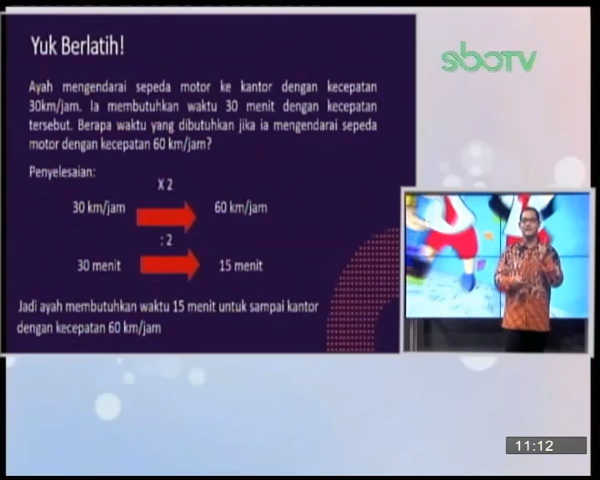 Yuk Berlatih!
sboTV
Ayah mengendarai sepeda motor ke kantor dengan kecepatan
30km/jam. Ia membutuhkan waktu 30 menit dengan kecepatan
tersebut. Berapa waktu yang dibutuhkan jika ia mengendarai sepeda
motor dengan kecepatan 60 km/jam?
Penyelesaian:
X 2
30 km/jam 60 km/jam
: 2
30 menit 15 menit
Jadi ayah membutuhkan waktu 15 menit untuk sampai kantor
dengan kecepatan 60 km/jam
11:12